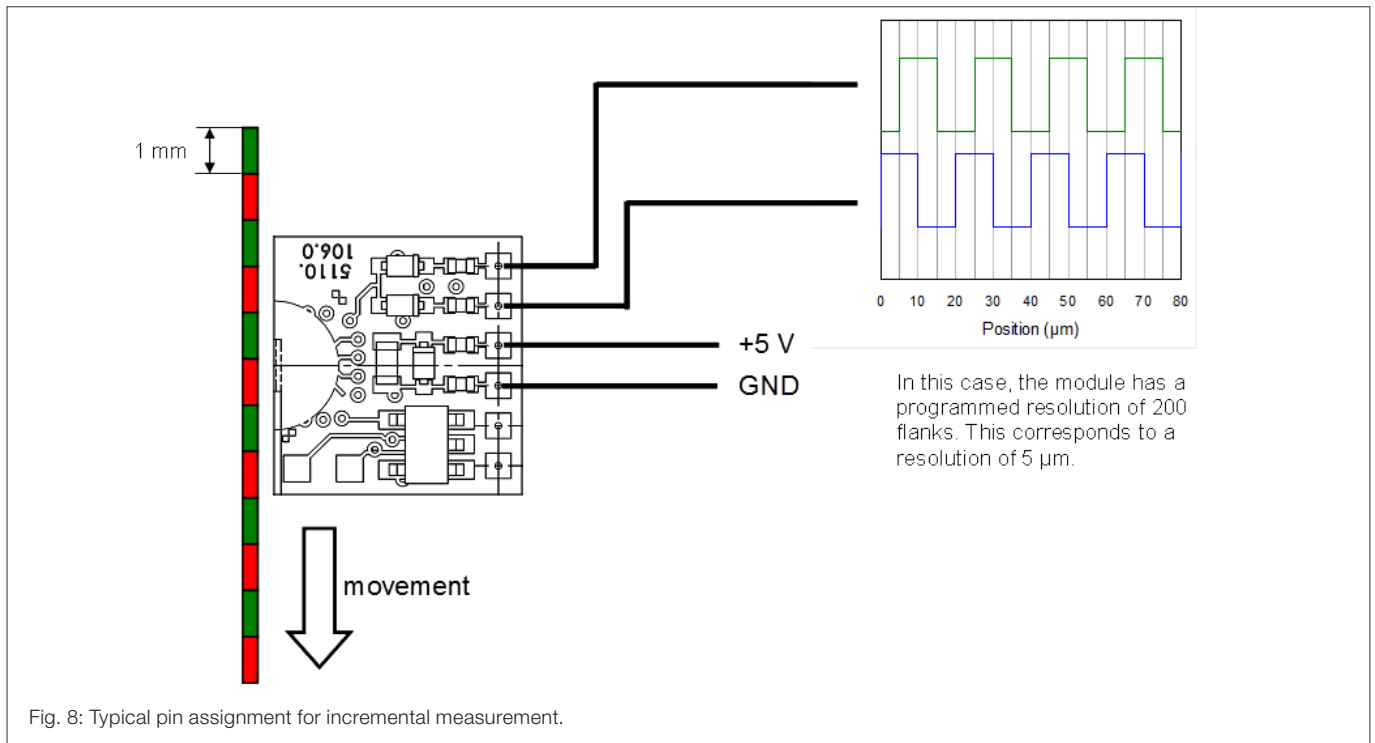 1 mm
5110.
106.0
+5 V
GND
movement
0 10 20 30 40 50 60 70 80
Position (µm)
In this case, the module has a
programmed resolution of 200
flanks. This corresponds to a
resolution of 5 µm.
Fig. 8: Typical pin assignment for incremental measurement.